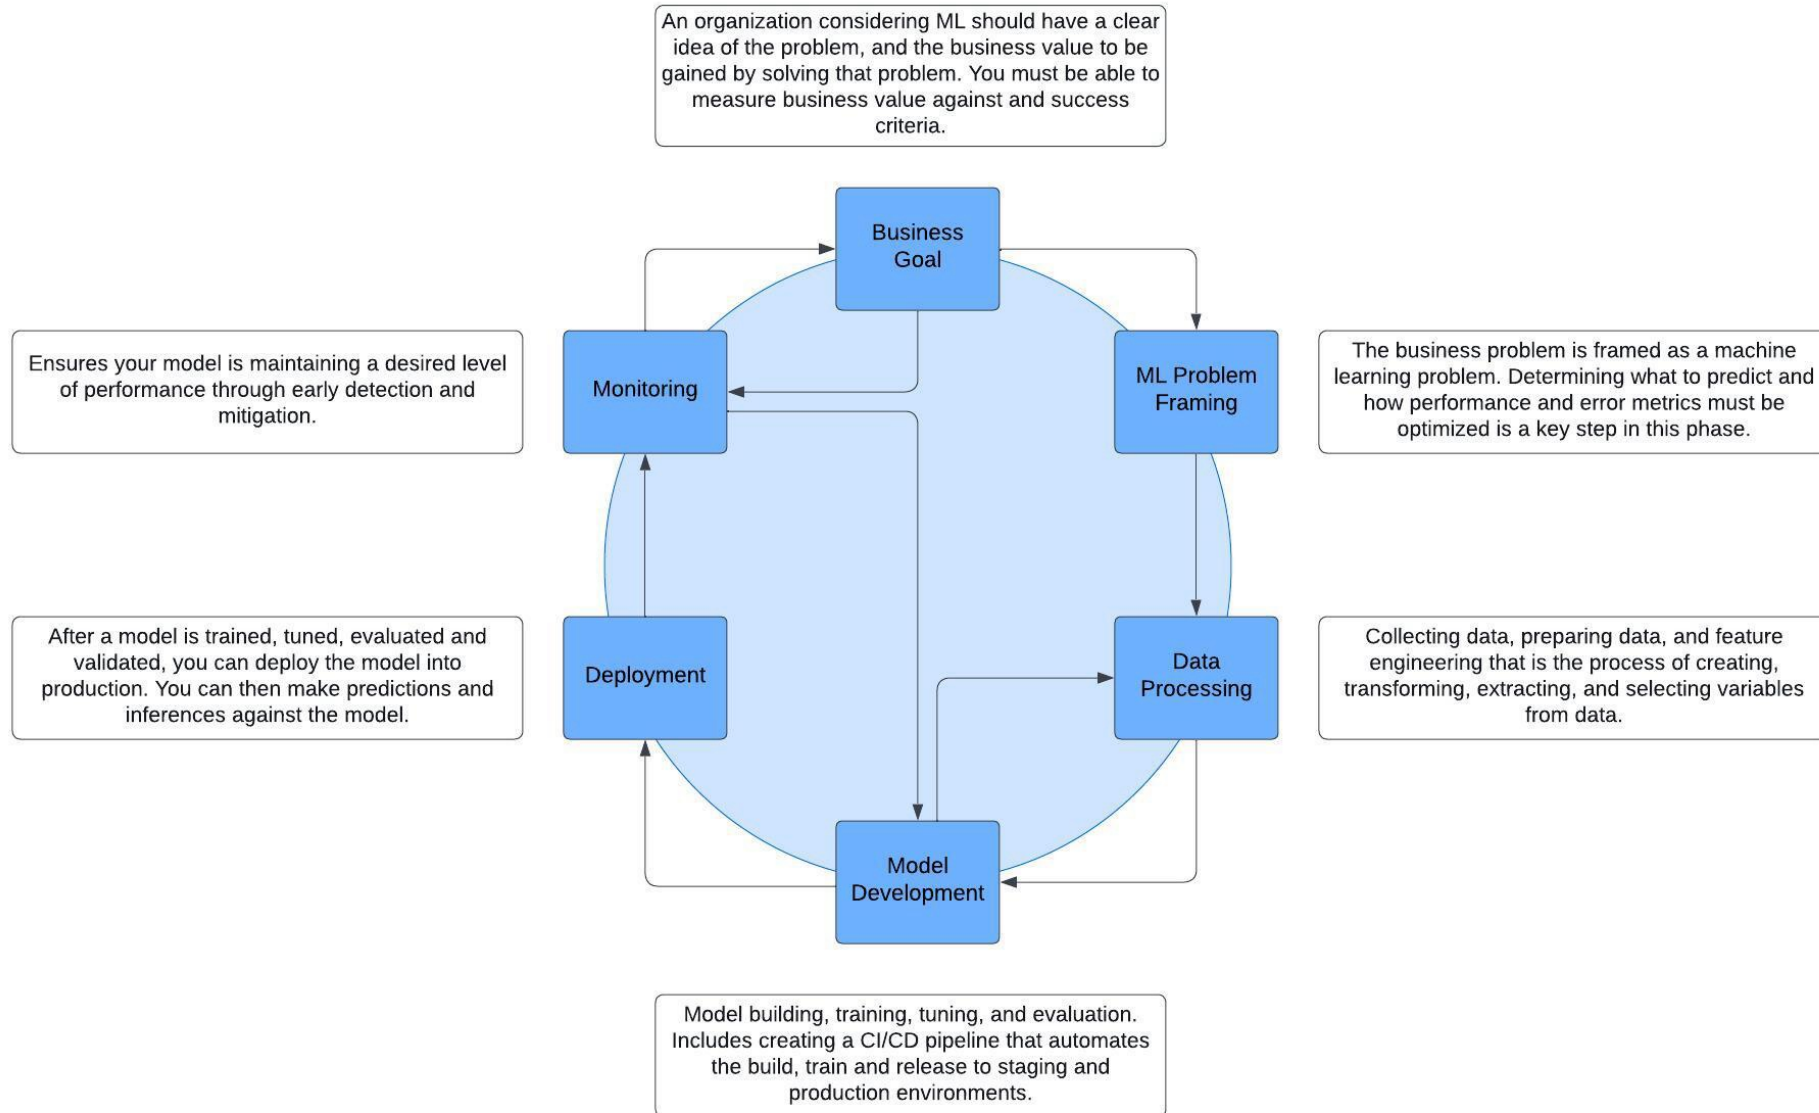 An organization considering ML should have a clear
idea of the problem, and the business value to be
gained by solving that problem. You must be able to
measure business value against and success
criteria.
Business
Goal
Ensures your model is maintaining a desired level
of performance through early detection and
mitigation.
Monitoring
ML Problem
Framing
The business problem is framed as a machine
learning problem. Determining what to predict and
how performance and error metrics must be
optimized is a key step in this phase.
After a model is trained, tuned, evaluated and
validated, you can deploy the model into
production. You can then make predictions and
inferences against the model.
Deployment
Data
Processing
Collecting data, preparing data, and feature
engineering that is the process of creating,
transforming, extracting, and selecting variables
from data.
Model
Development
Model building, training, tuning, and evaluation.
Includes creating a CI/CD pipeline that automates
the build, train and release to staging and
production environments.